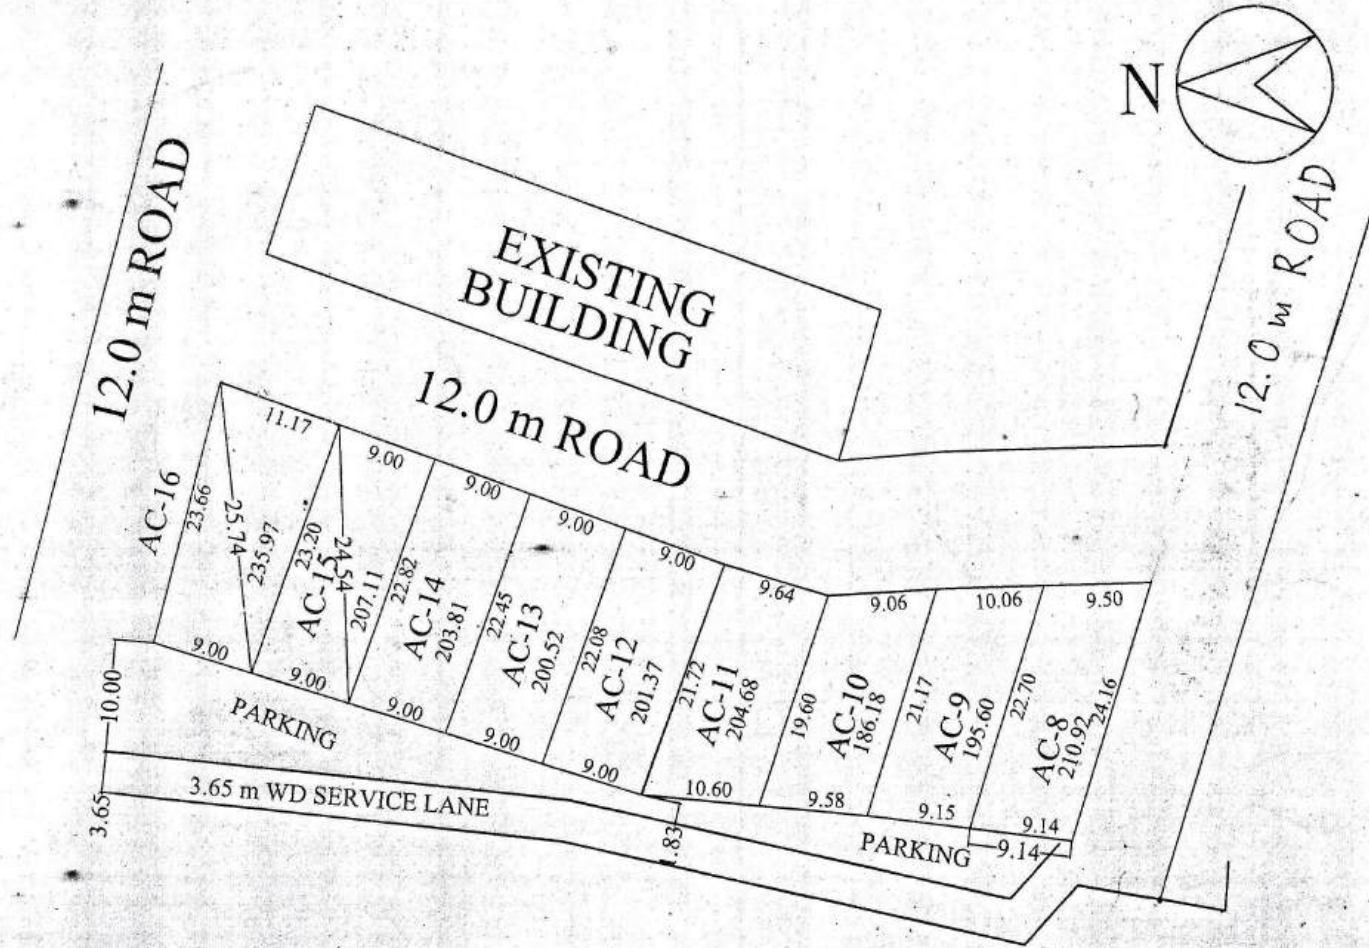 N
12.0 m ROAD
12.0 m ROAD
EXISTING
BUILDING
12.0 m ROAD
11.17
9.00
9.00
9.00
9.00
9.64
9.06
10.06
9.50
AC-16
23.66
25.74
235.97
23.20
AC-15
24.54
207.11
22.82
AC-14
203.81
22.45
AC-13
200.52
22.08
AC-12
201.37
21.72
AC-11
204.68
19.60
AC-10
186.18
21.17
AC-9
195.60
22.70
AC-8
210.92
24.16
9.00
9.00
9.00
9.00
9.00
10.60
9.58
9.15
9.14
9.14
10.00
PARKING
3.65
3.65 m WD SERVICE LANE
1.83
PARKING